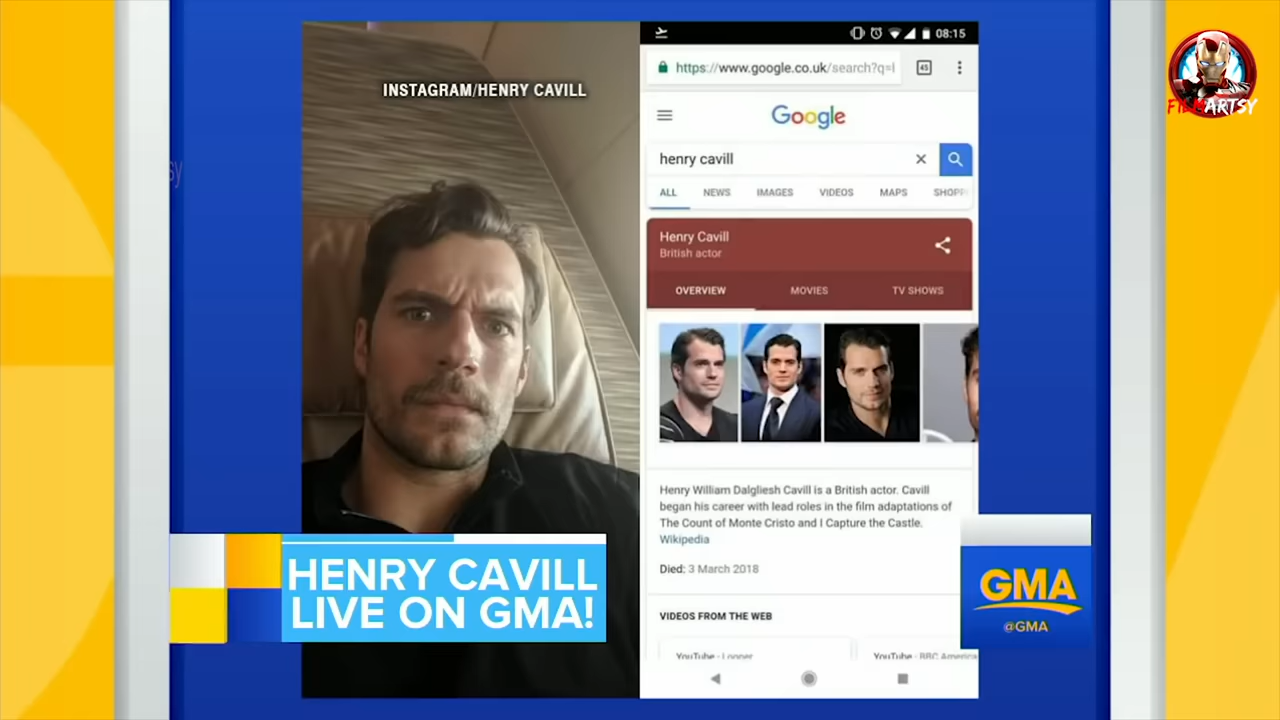 INSTAGRAM/HENRY CAVILL
08:15
https://www.google.co.uk/search?q=
45
Google
henry cavill
ALL NEWS IMAGES VIDEOS MAPS SHOPP
Henry Cavill
British actor
OVERVIEW MOVIES TV SHOWS
Henry William Dalgliesh Cavill is a British actor. Cavill
began his career with lead roles in the film adaptations of
The Count of Monte Cristo and I Capture the Castle.
Wikipedia
Died: 3 March 2018
VIDEOS FROM THE WEB
YouTube · Looper
YouTube · BBC America
HENRY CAVILL
LIVE ON GMA!
GMA
@GMA
FILMARTSY
sy